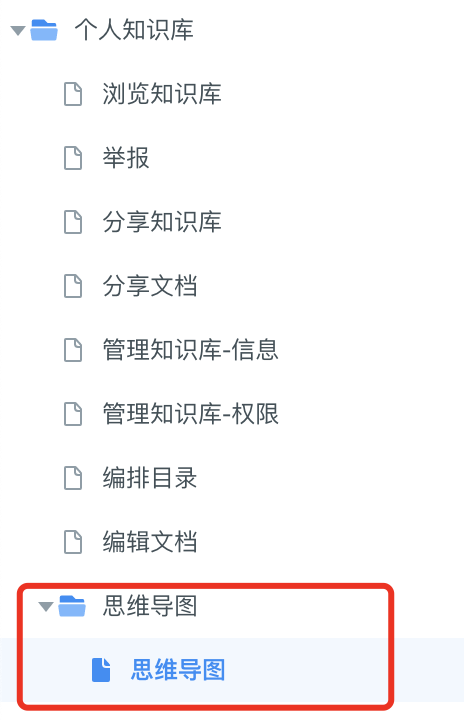 个人知识库
浏览知识库
举报
分享知识库
分享文档
管理知识库-信息
管理知识库-权限
编排目录
编辑文档
思维导图
思维导图